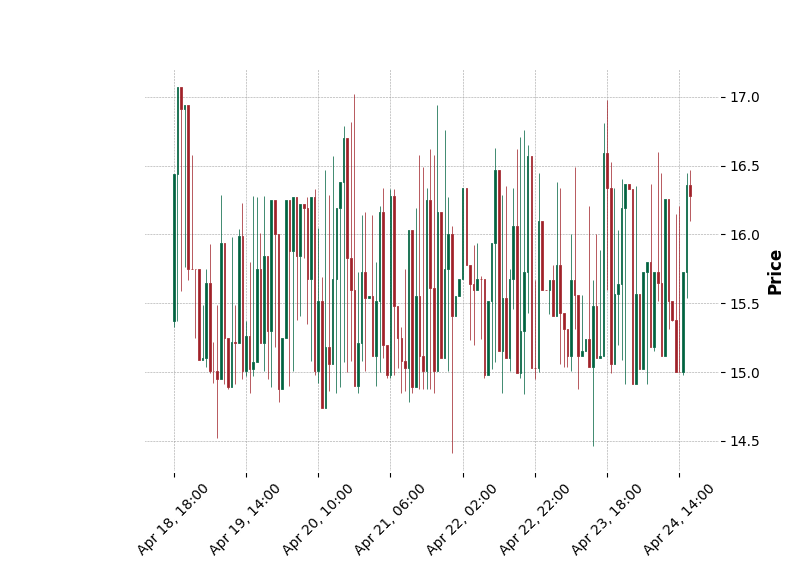 17.0
16.5
16.0
15.5
15.0
14.5
Price
Apr 18, 18:00
Apr 19, 14:00
Apr 20, 10:00
Apr 21, 06:00
Apr 22, 02:00
Apr 22, 22:00
Apr 23, 18:00
Apr 24, 14:00